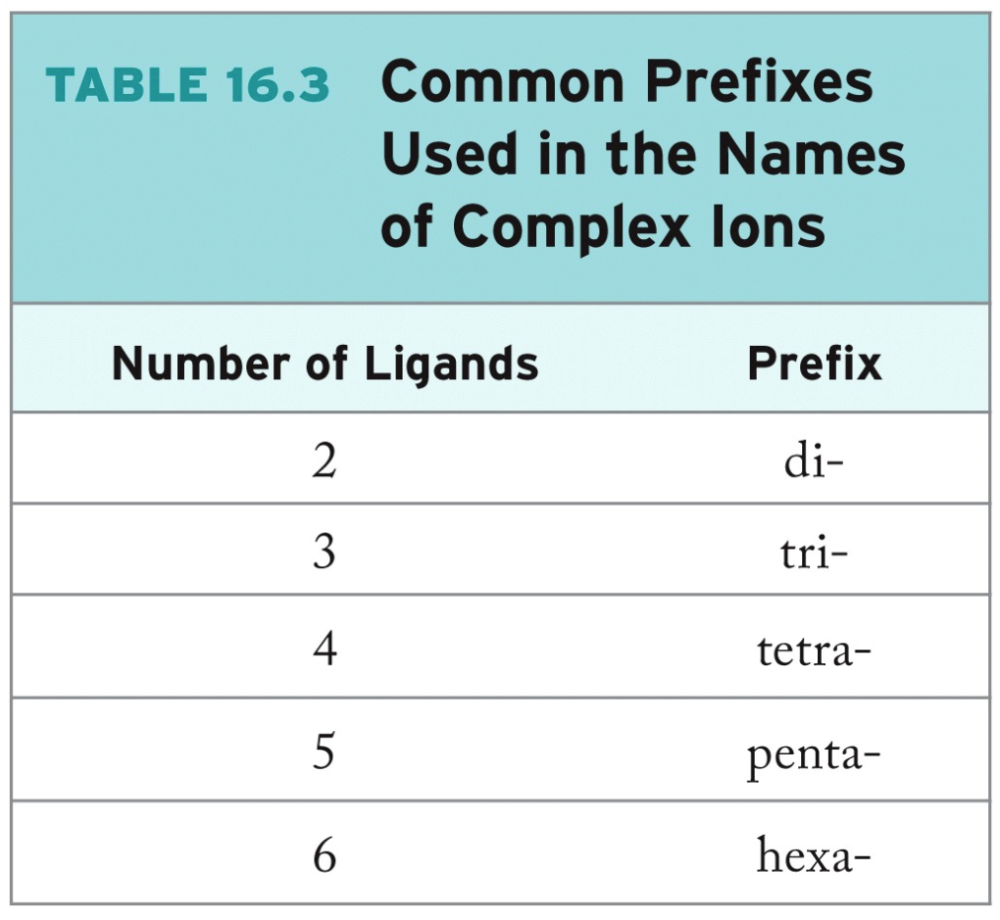 TABLE 16.3 Common Prefixes
Used in the Names
of Complex Ions
Number of Ligands Prefix
2 di-
3 tri-
4 tetra-
5 penta-
6 hexa-